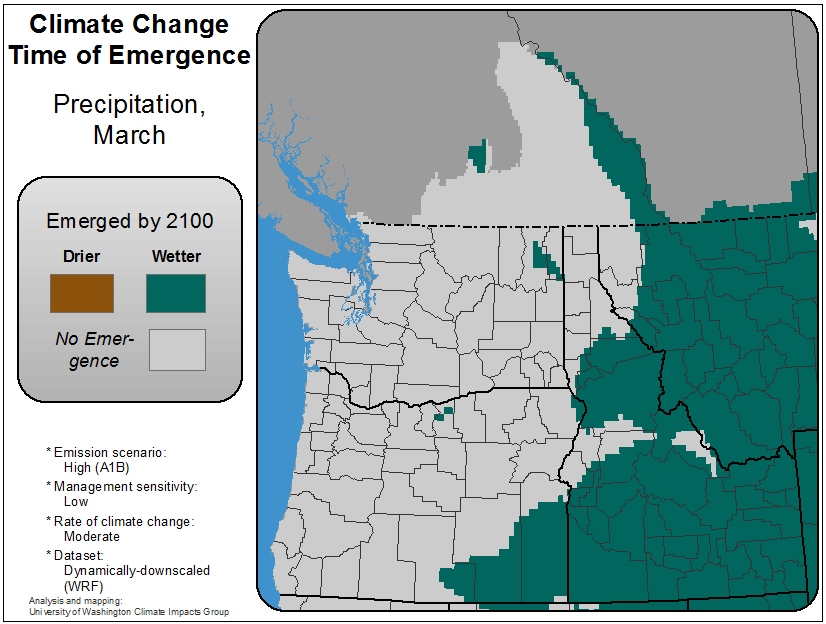 Climate Change
Time of Emergence
Precipitation,
March
Emerged by 2100
Drier
Wetter
No Emer-
gence
* Emission scenario:
High (A1B)
* Management sensitivity:
Low
* Rate of climate change:
Moderate
* Dataset:
Dynamically-downscaled
(WRF)
Analysis and mapping:
University of Washington Climate Impacts Group